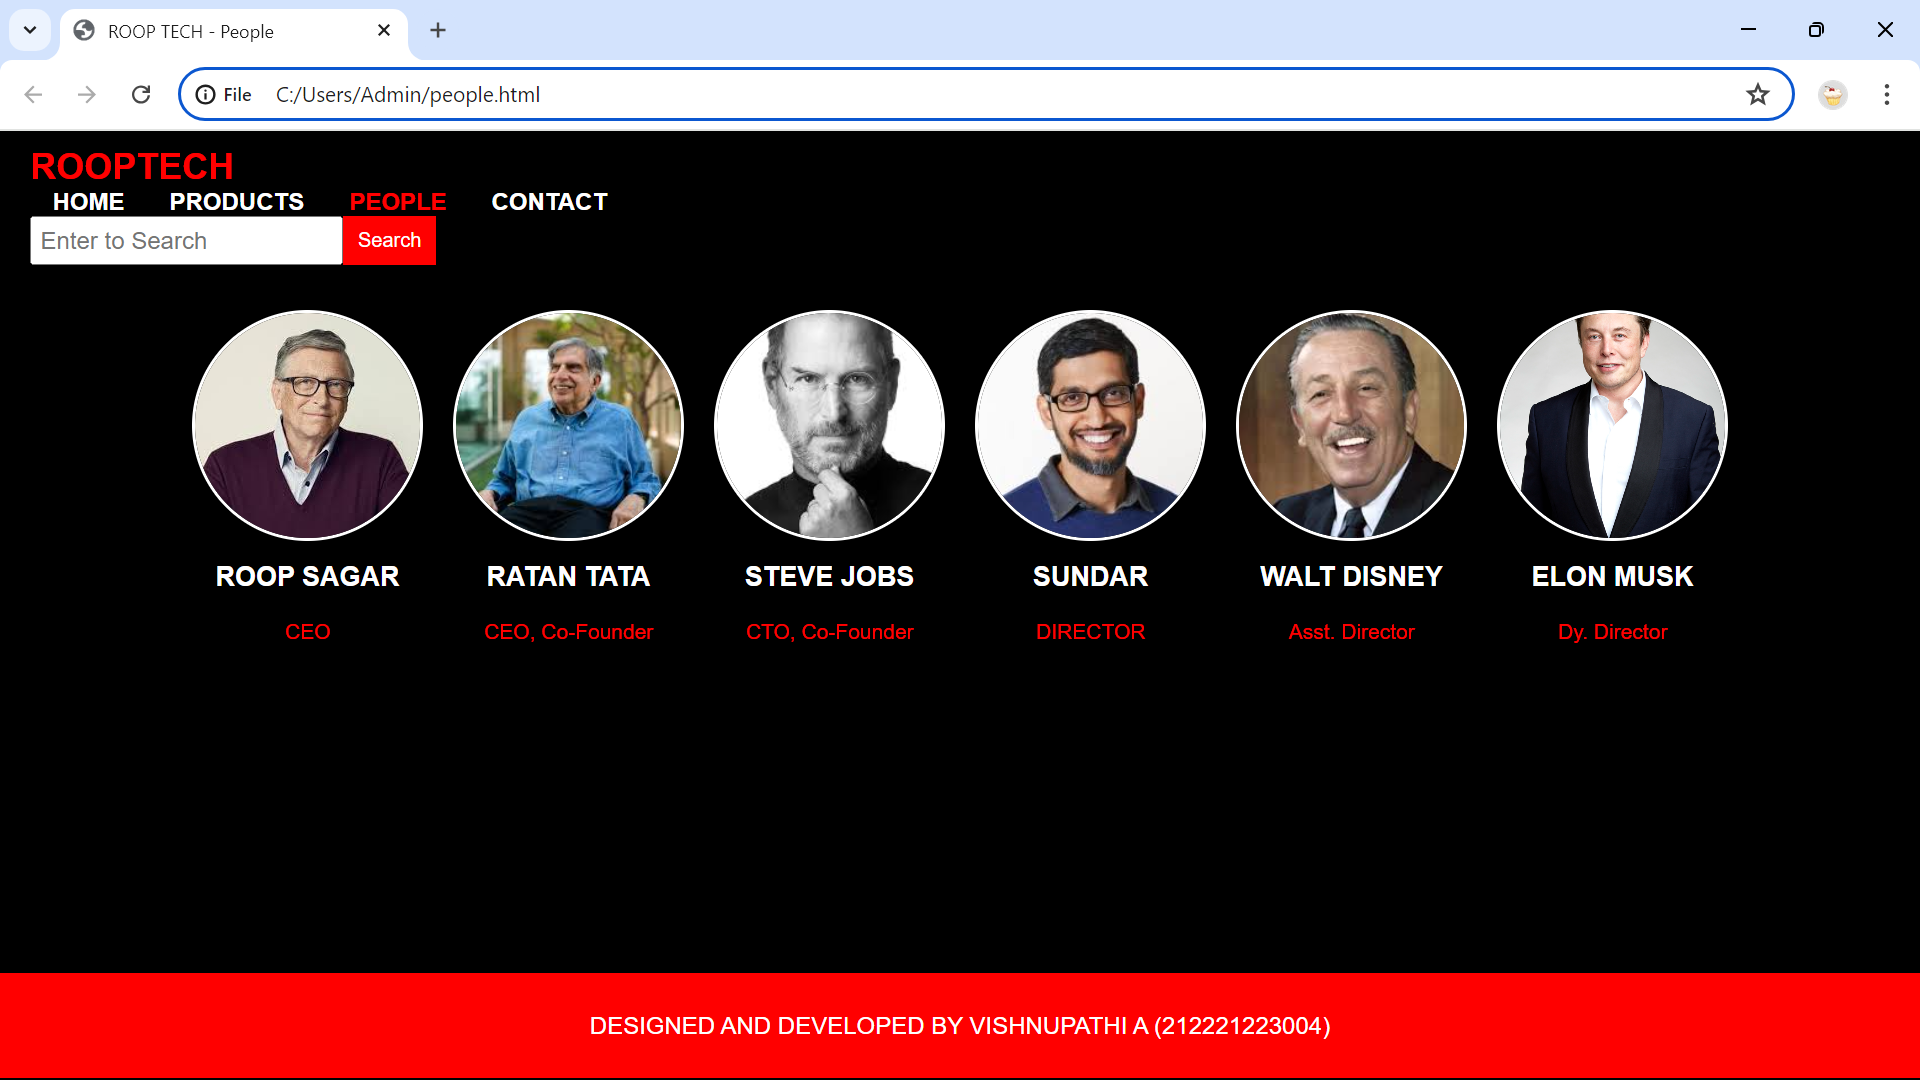 ROOP TECH - People
File C:/Users/Admin/people.html
ROOPTECH
HOME PRODUCTS PEOPLE CONTACT
Enter to Search Search
ROOP SAGAR RATAN TATA STEVE JOBS SUNDAR WALT DISNEY ELON MUSK
CEO CEO, Co-Founder CTO, Co-Founder DIRECTOR Asst. Director Dy. Director
DESIGNED AND DEVELOPED BY VISHNUPATHI A (212221223004)